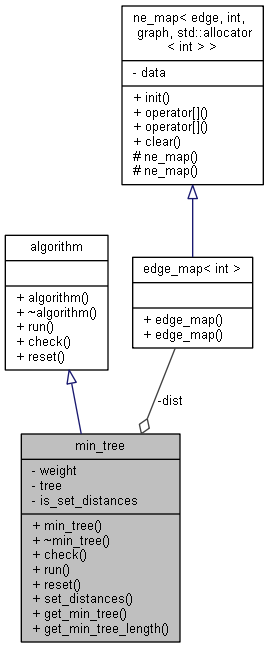 ne_map< edge, int,
graph, std::allocator
< int > >
- data
+ init()
+ operator[]()
+ operator[]()
+ clear()
# ne_map()
# ne_map()
algorithm
+ algorithm()
+ ~algorithm()
+ run()
+ check()
+ reset()
edge_map< int >
+ edge_map()
+ edge_map()
-dist
min_tree
- weight
- tree
- is_set_distances
+ min_tree()
+ ~min_tree()
+ check()
+ run()
+ reset()
+ set_distances()
+ get_min_tree()
+ get_min_tree_length()